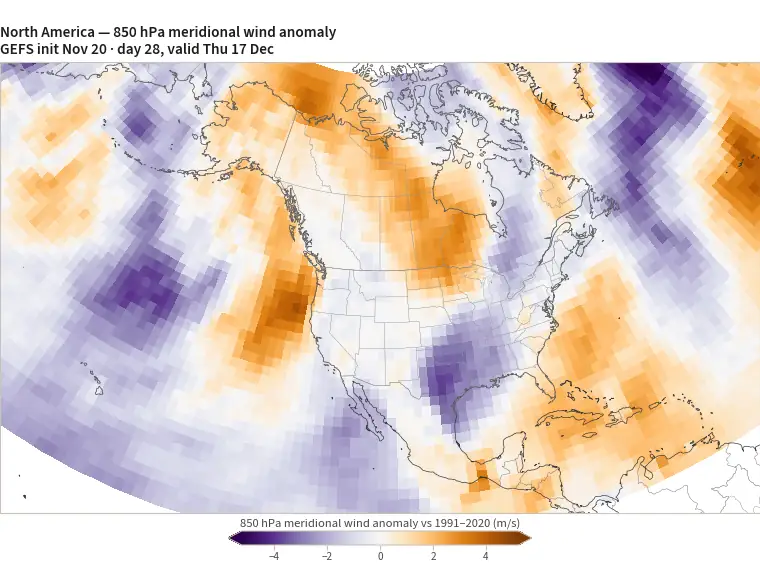 North America — 850 hPa meridional wind anomaly
GEFS init Nov 20 · day 28, valid Thu 17 Dec
850 hPa meridional wind anomaly vs 1991–2020 (m/s)
−4 −2 0 2 4